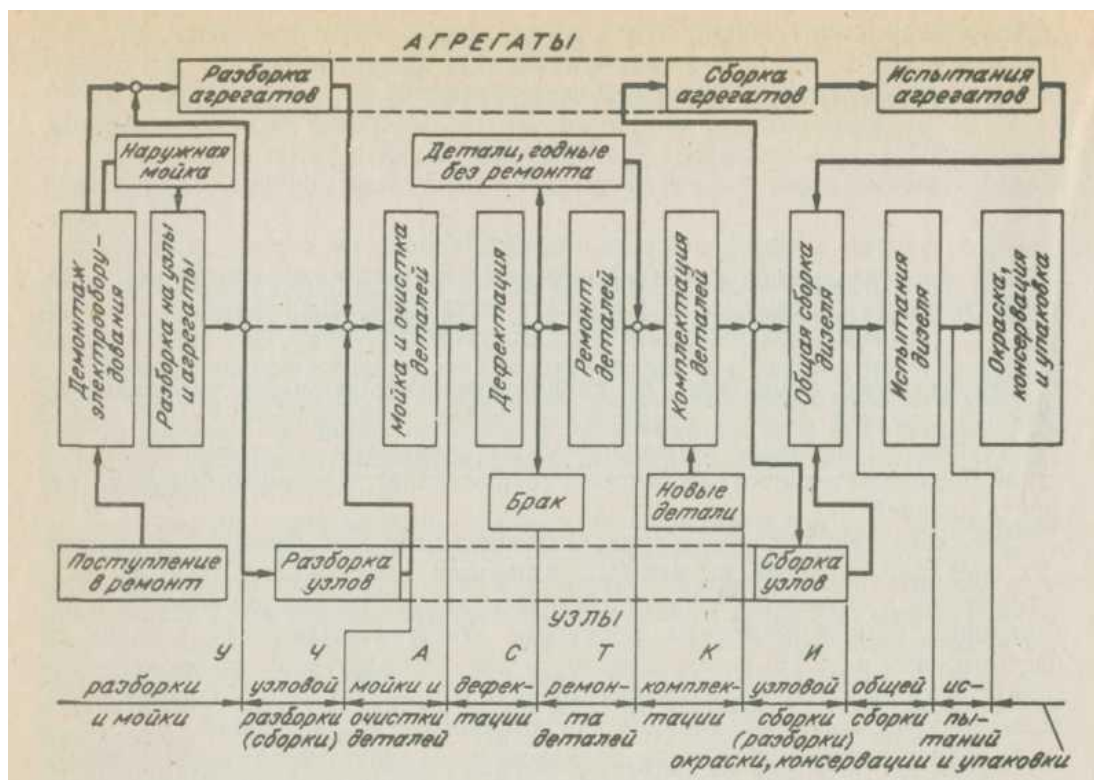 АГРЕГАТЫ
Разборка
агрегатов
Сборка
агрегатов
Испытания
агрегатов
Наружная
мойка
Детали, годные
без ремонта
Демонтаж
электрообору-
дования
Разборка на узлы
и агрегаты
Мойка и очистка
деталей
Дефектация
Ремонт
деталей
Комплектация
деталей
Общая сборка
дизеля
Испытания
дизеля
Окраска,
консервация
и упаковка
Брак
Новые
детали
Поступление
в ремонт
Разборка
узлов
Сборка
узлов
УЗЛЫ
У Ч А С Т К И
разборки
и мойки
узловой
разборки
(сборки)
мойки и
очистки
деталей
дефек-
тации
ремон-
та
деталей
комплек-
тации
узловой
сборки
(разборки)
общей
сборки
ис-
пы-
таний
окраски, консервации и упаковки